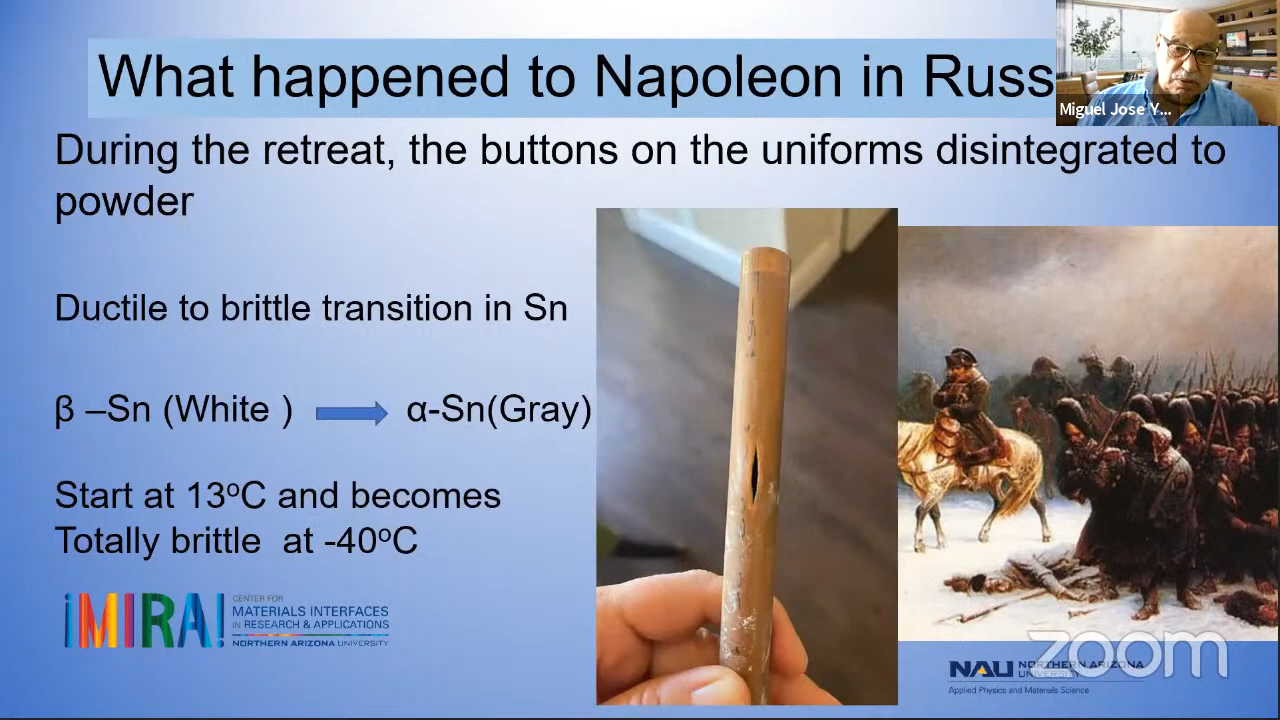 What happened to Napoleon in Russ
Miguel Jose Y...
During the retreat, the buttons on the uniforms disintegrated to
powder
Ductile to brittle transition in Sn
β –Sn (White ) α-Sn(Gray)
Start at 13ºC and becomes
Totally brittle at -40ºC
¡MIRA!
CENTER FOR
MATERIALS INTERFACES
IN RESEARCH & APPLICATIONS
NORTHERN ARIZONA UNIVERSITY
zoom
NAU NORTHERN ARIZONA
UNIVERSITY
Applied Physics and Materials Science